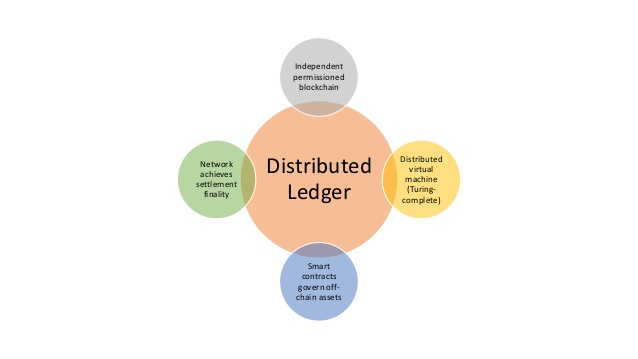 Independent
permissioned
blockchain
Distributed
Ledger
Distributed
virtual
machine
(Turing-
complete)
Smart
contracts
govern off-
chain assets
Network
achieves
settlement
finality